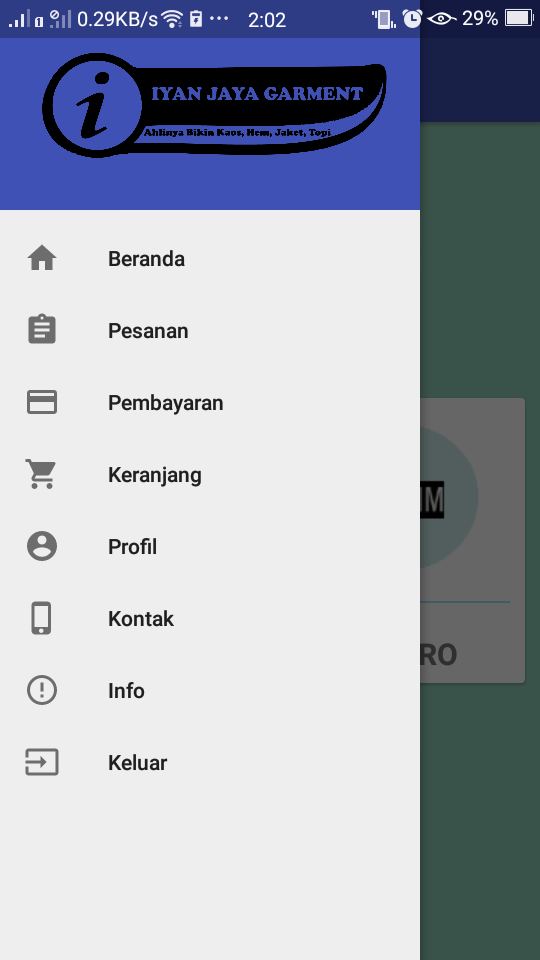 0.29KB/s
2:02
29%
i
IYAN JAYA GARMENT
Ahlinya Bikin Kaos, Hem, Jaket, Topi
Beranda
Pesanan
Pembayaran
Keranjang
Profil
Kontak
Info
Keluar
IM
RO